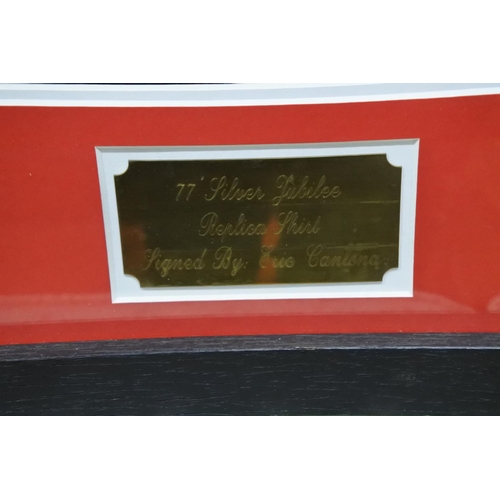 77' Silver Jubilee
Replica Shirt
Signed By: Eric Cantona